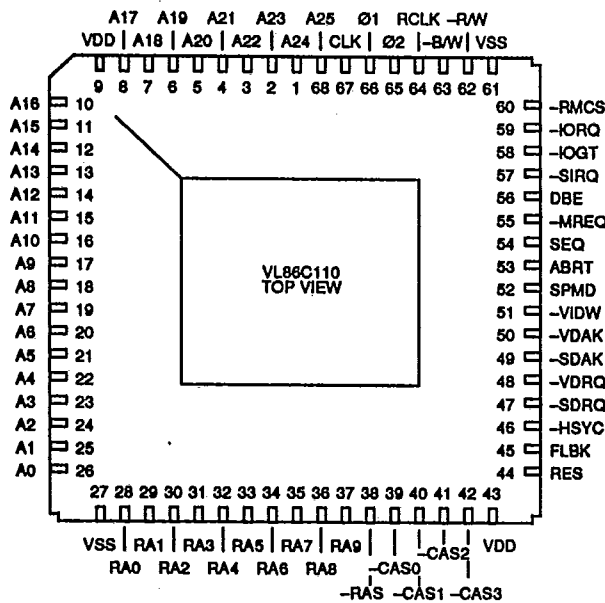 A17 A19 A21 A23 A25 Ø1 RCLK –R/W
VDD A18 A20 A22 A24 CLK Ø2 –B/W VSS
9 8 7 6 5 4 3 2 1 68 67 66 65 64 63 62 61
A16 10 60 –RMCS
A15 11 59 –IORQ
A14 12 58 –IOGT
A13 13 57 –SIRQ
A12 14 56 DBE
A11 15 55 –MREQ
A10 16 54 SEQ
A9 17 53 ABRT
A8 18 52 SPMD
A7 19 51 –VIDW
A6 20 50 –VDAK
A5 21 49 –SDAK
A4 22 48 –VDRQ
A3 23 47 –SDRQ
A2 24 46 –HSYC
A1 25 45 FLBK
A0 26 44 RES
VL86C110
TOP VIEW
27 28 29 30 31 32 33 34 35 36 37 38 39 40 41 42 43
VSS RA1 RA3 RA5 RA7 RA9 –CAS2 VDD
RA0 RA2 RA4 RA6 RA8 –CAS0
–RAS –CAS1 –CAS3